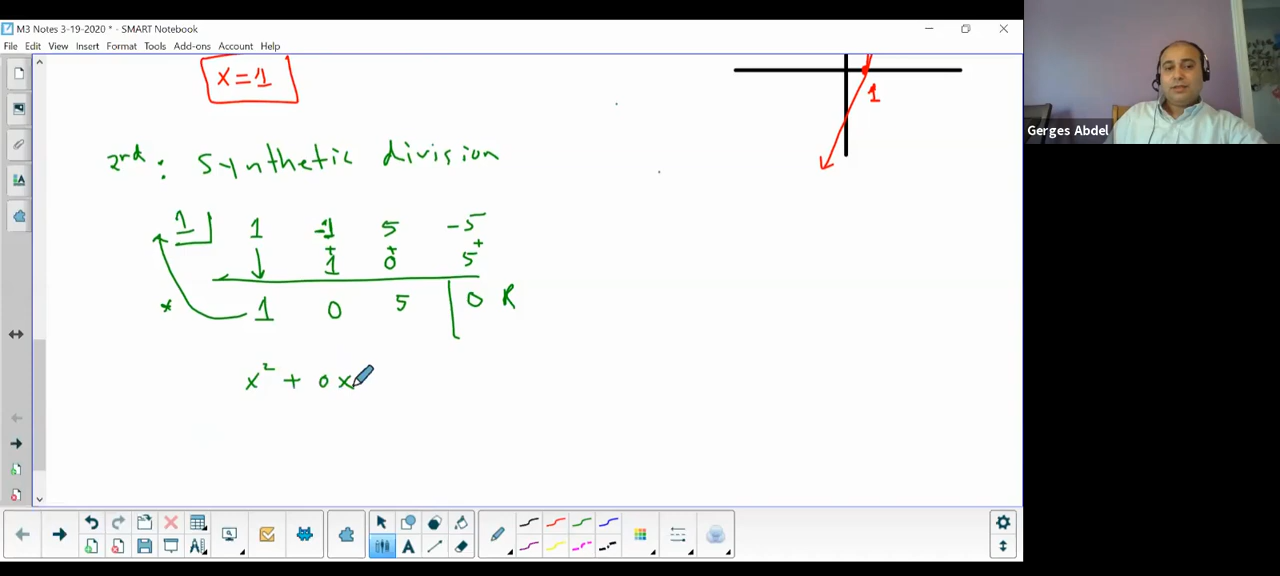 M3 Notes 3-19-2020 * - SMART Notebook
File Edit View Insert Format Tools Add-ons Account Help
x = 1
1
Gerges Abdel
2nd : Synthetic division
1 1 -1 5 -5
+ + +
1 0 5
* 1 0 5 0 R
x² + 0x